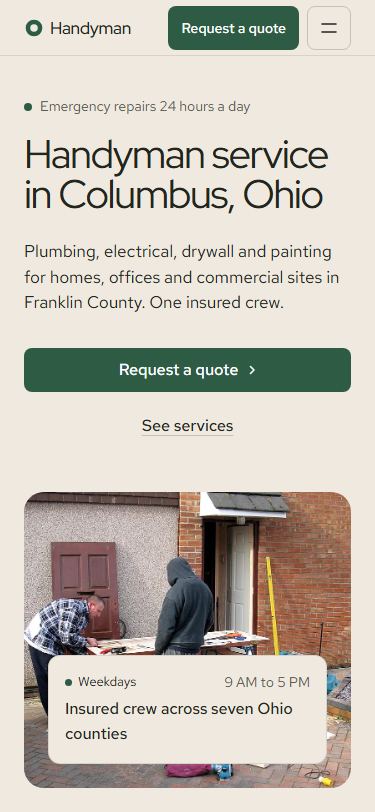 Handyman
Request a quote
Emergency repairs 24 hours a day
Handyman service
in Columbus, Ohio
Plumbing, electrical, drywall and painting
for homes, offices and commercial sites in
Franklin County. One insured crew.
Request a quote
See services
Weekdays
9 AM to 5 PM
Insured crew across seven Ohio
counties